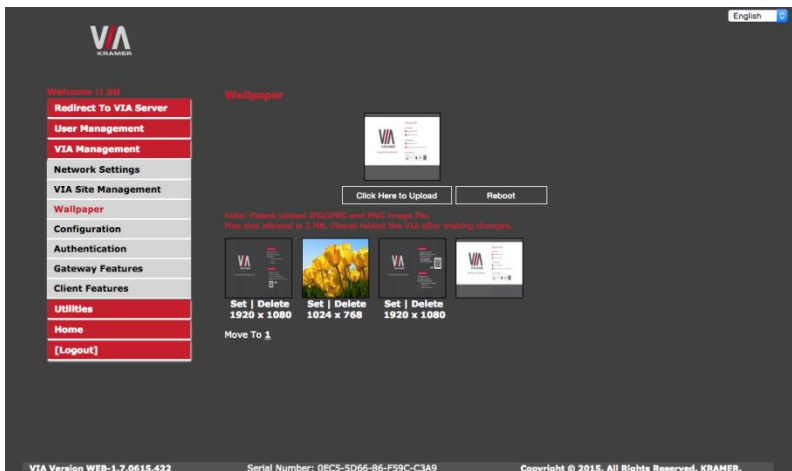 English
VIA
KRAMER
Welcome !! su
Redirect To VIA Server
User Management
VIA Management
Network Settings
VIA Site Management
Wallpaper
Configuration
Authentication
Gateway Features
Client Features
Utilities
Home
[Logout]
Wallpaper
VIA
Click Here to Upload
Reboot
Note: Please upload JPG/JPEG and PNG image file.
Max size allowed is 2 MB. Please reboot the VIA after making changes.
VIA
VIA
VIA
Set | Delete
1920 x 1080
Set | Delete
1024 x 768
Set | Delete
1920 x 1080
Move To 1
VIA Version WEB-1.7.0615.422
Serial Number: 0EC5-5D66-86-F59C-C3A9
Copyright © 2015. All Rights Reserved. KRAMER.